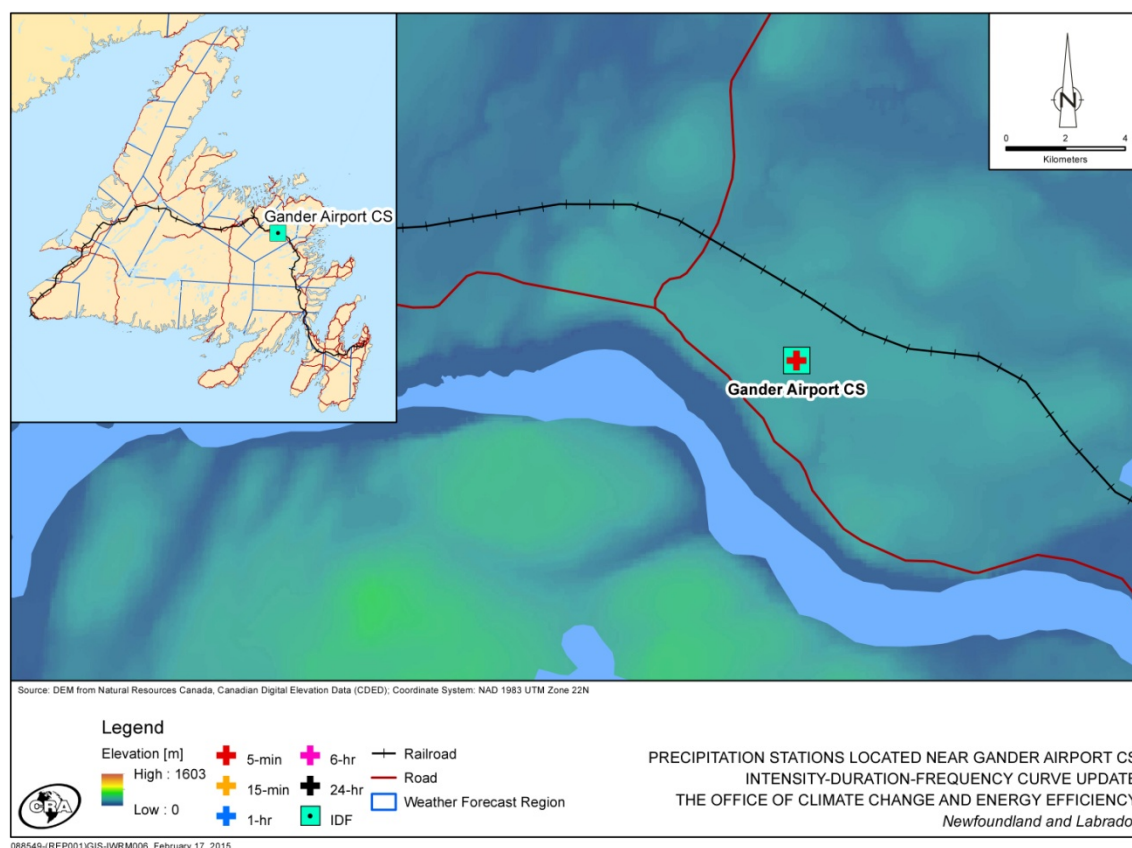 Gander Airport CS
N
0 2 4
Kilometers
Gander Airport CS
Source: DEM from Natural Resources Canada, Canadian Digital Elevation Data (CDED); Coordinate System: NAD 1983 UTM Zone 22N
Legend
Elevation [m]
High : 1603
Low : 0
5-min
15-min
1-hr
6-hr
24-hr
IDF
Railroad
Road
Weather Forecast Region
CRA
PRECIPITATION STATIONS LOCATED NEAR GANDER AIRPORT CS
INTENSITY-DURATION-FREQUENCY CURVE UPDATE
THE OFFICE OF CLIMATE CHANGE AND ENERGY EFFICIENCY
Newfoundland and Labrado
088549-(REP001)GIS-IWRM006 February 17, 2015